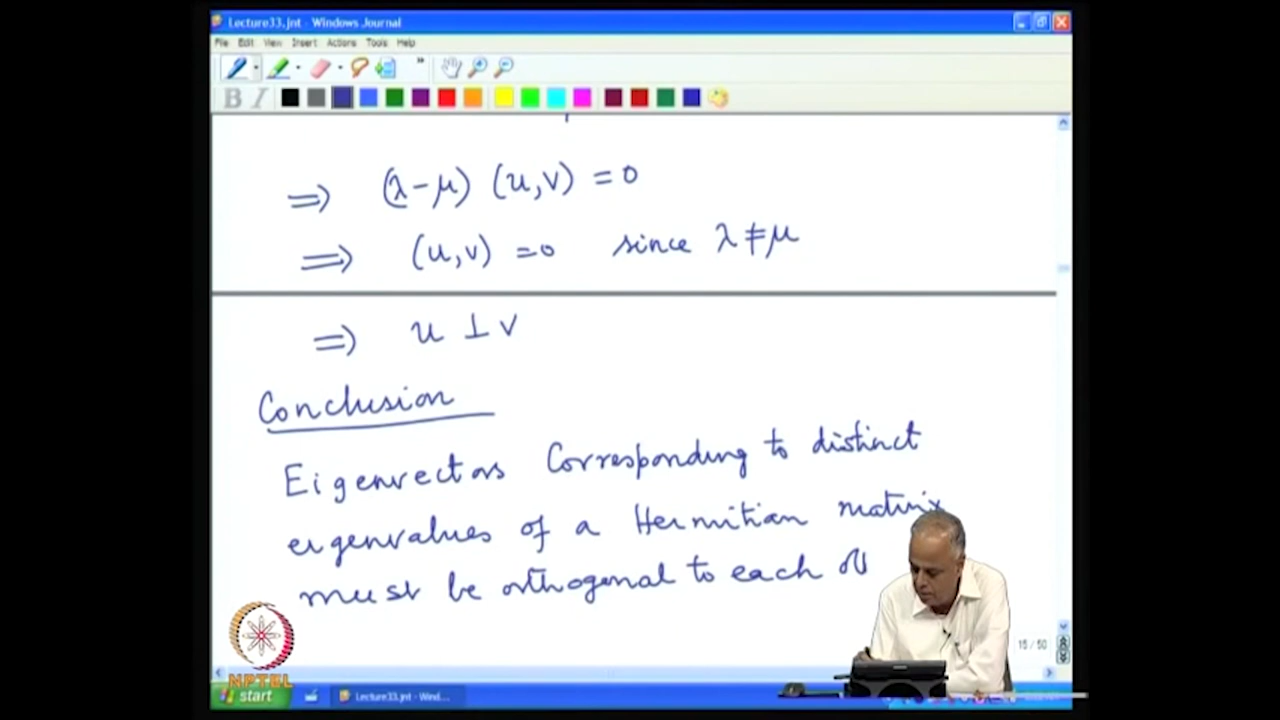 Lecture33.jnt - Windows Journal
File Edit View Insert Actions Tools Help
B I
⇒ (λ-μ) (u,v) = 0
⇒ (u,v) = 0 since λ ≠ μ
⇒ u ⊥ v
Conclusion
Eigenvectors Corresponding to distinct
eigenvalues of a Hermitian matrix
must be orthogonal to each
15 / 50
NPTEL
start Lecture33.jnt - Wind...